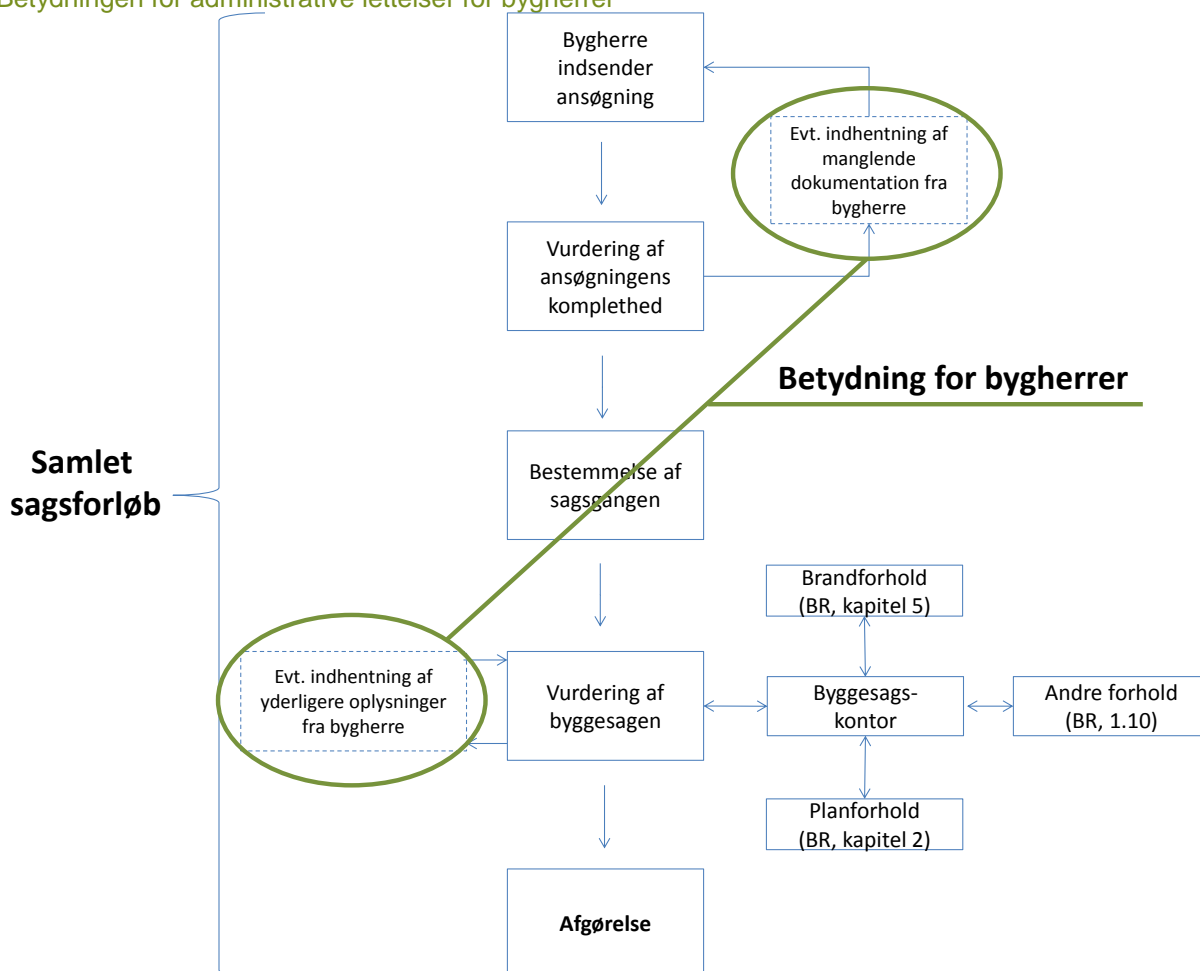 Betydningen for administrative lettelser for bygherrer
Bygherre
indsender
ansøgning
Evt. indhentning af
manglende
dokumentation fra
bygherre
Vurdering af
ansøgningens
komplethed
Betydning for bygherrer
Samlet
sagsforløb
Bestemmelse af
sagsgangen
Brandforhold
(BR, kapitel 5)
Evt. indhentning af
yderligere oplysninger
fra bygherre
Vurdering af
byggesagen
Byggesags-
kontor
Andre forhold
(BR, 1.10)
Planforhold
(BR, kapitel 2)
Afgørelse